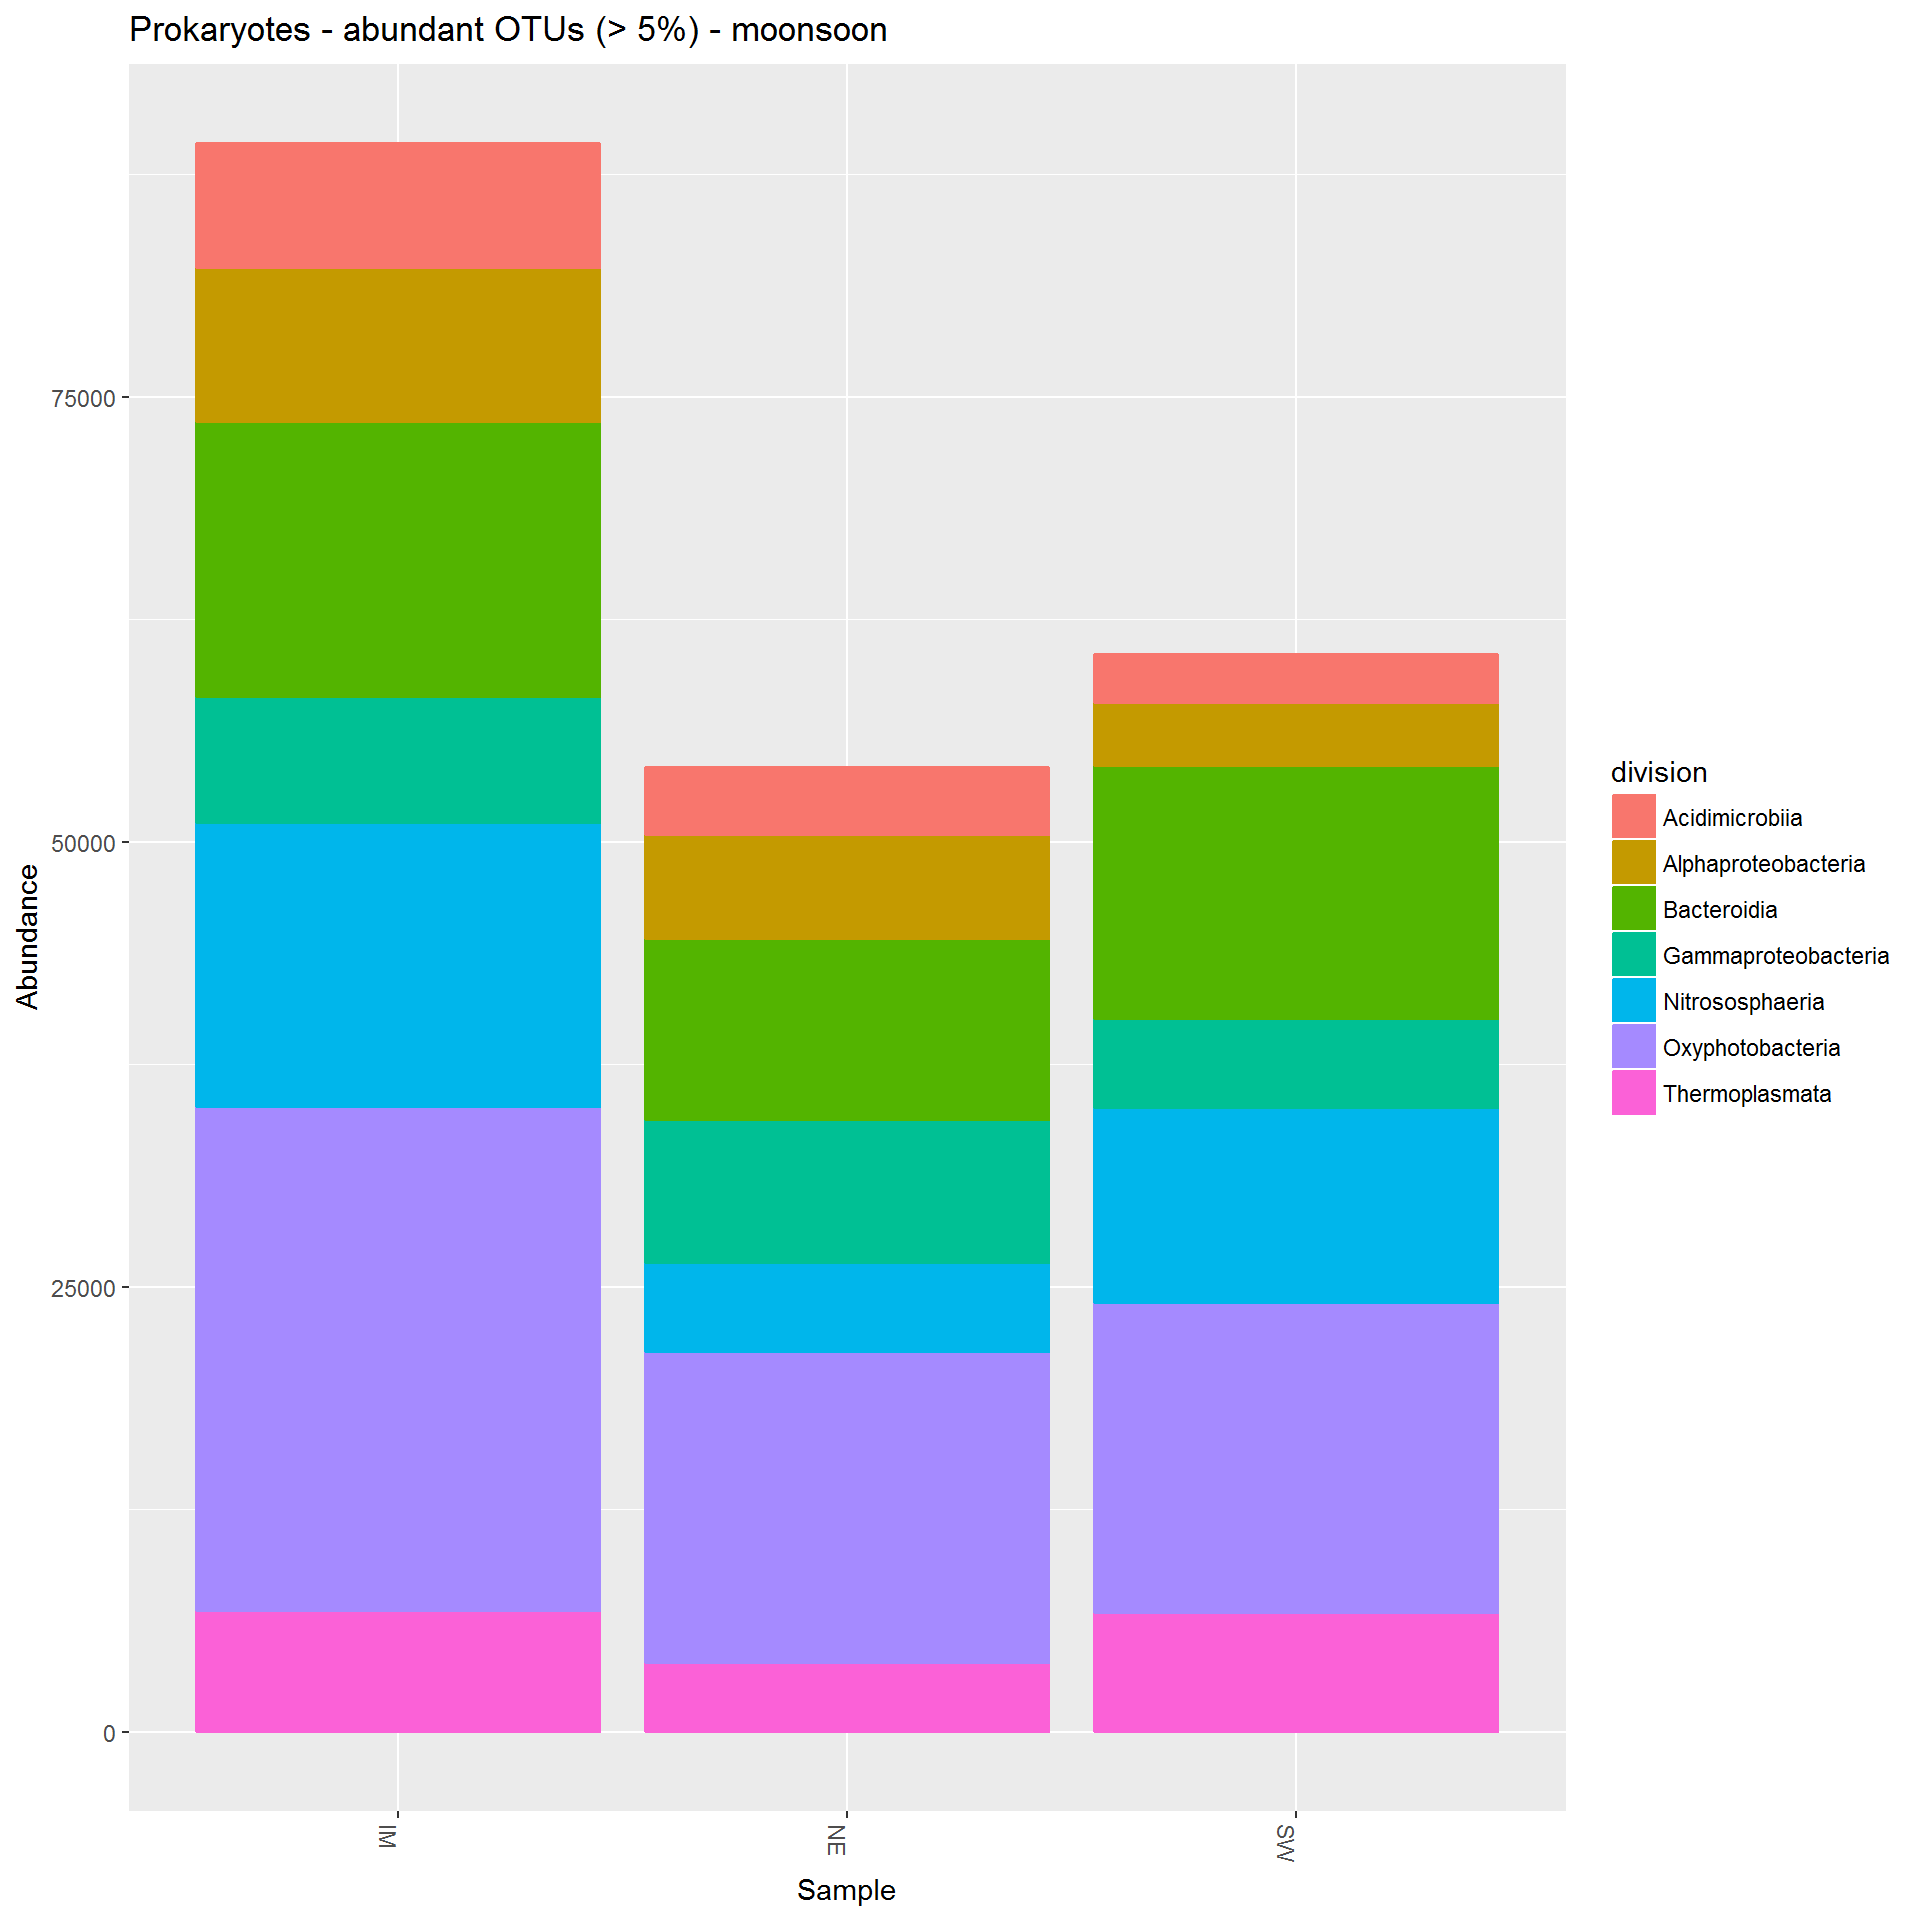 Prokaryotes - abundant OTUs (> 5%) - moonsoon
75000
50000
25000
0
Abundance
IM
NE
SW
Sample
division
Acidimicrobiia
Alphaproteobacteria
Bacteroidia
Gammaproteobacteria
Nitrososphaeria
Oxyphotobacteria
Thermoplasmata